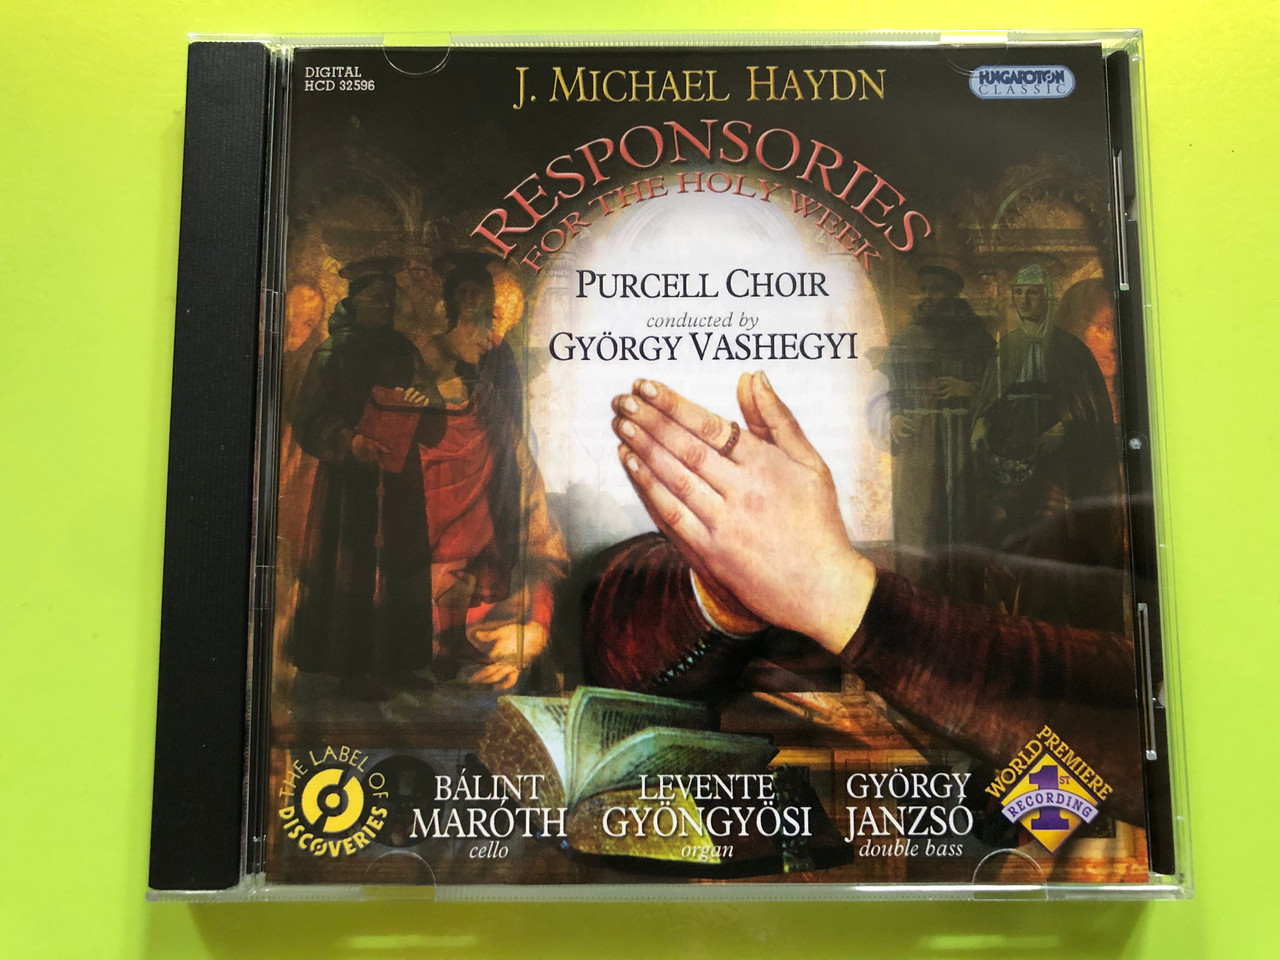 DIGITAL
HCD 32596
J. MICHAEL HAYDN
HUNGAROTON
CLASSIC
RESPONSORIES
FOR THE HOLY WEEK
PURCELL CHOIR
conducted by
GYÖRGY VASHEGYI
THE LABEL OF
DISCOVERIES
BÁLINT
MARÓTH
cello
LEVENTE
GYÖNGYÖSI
organ
GYÖRGY
JANZSÓ
double bass
WORLD PREMIERE
1ST
RECORDING